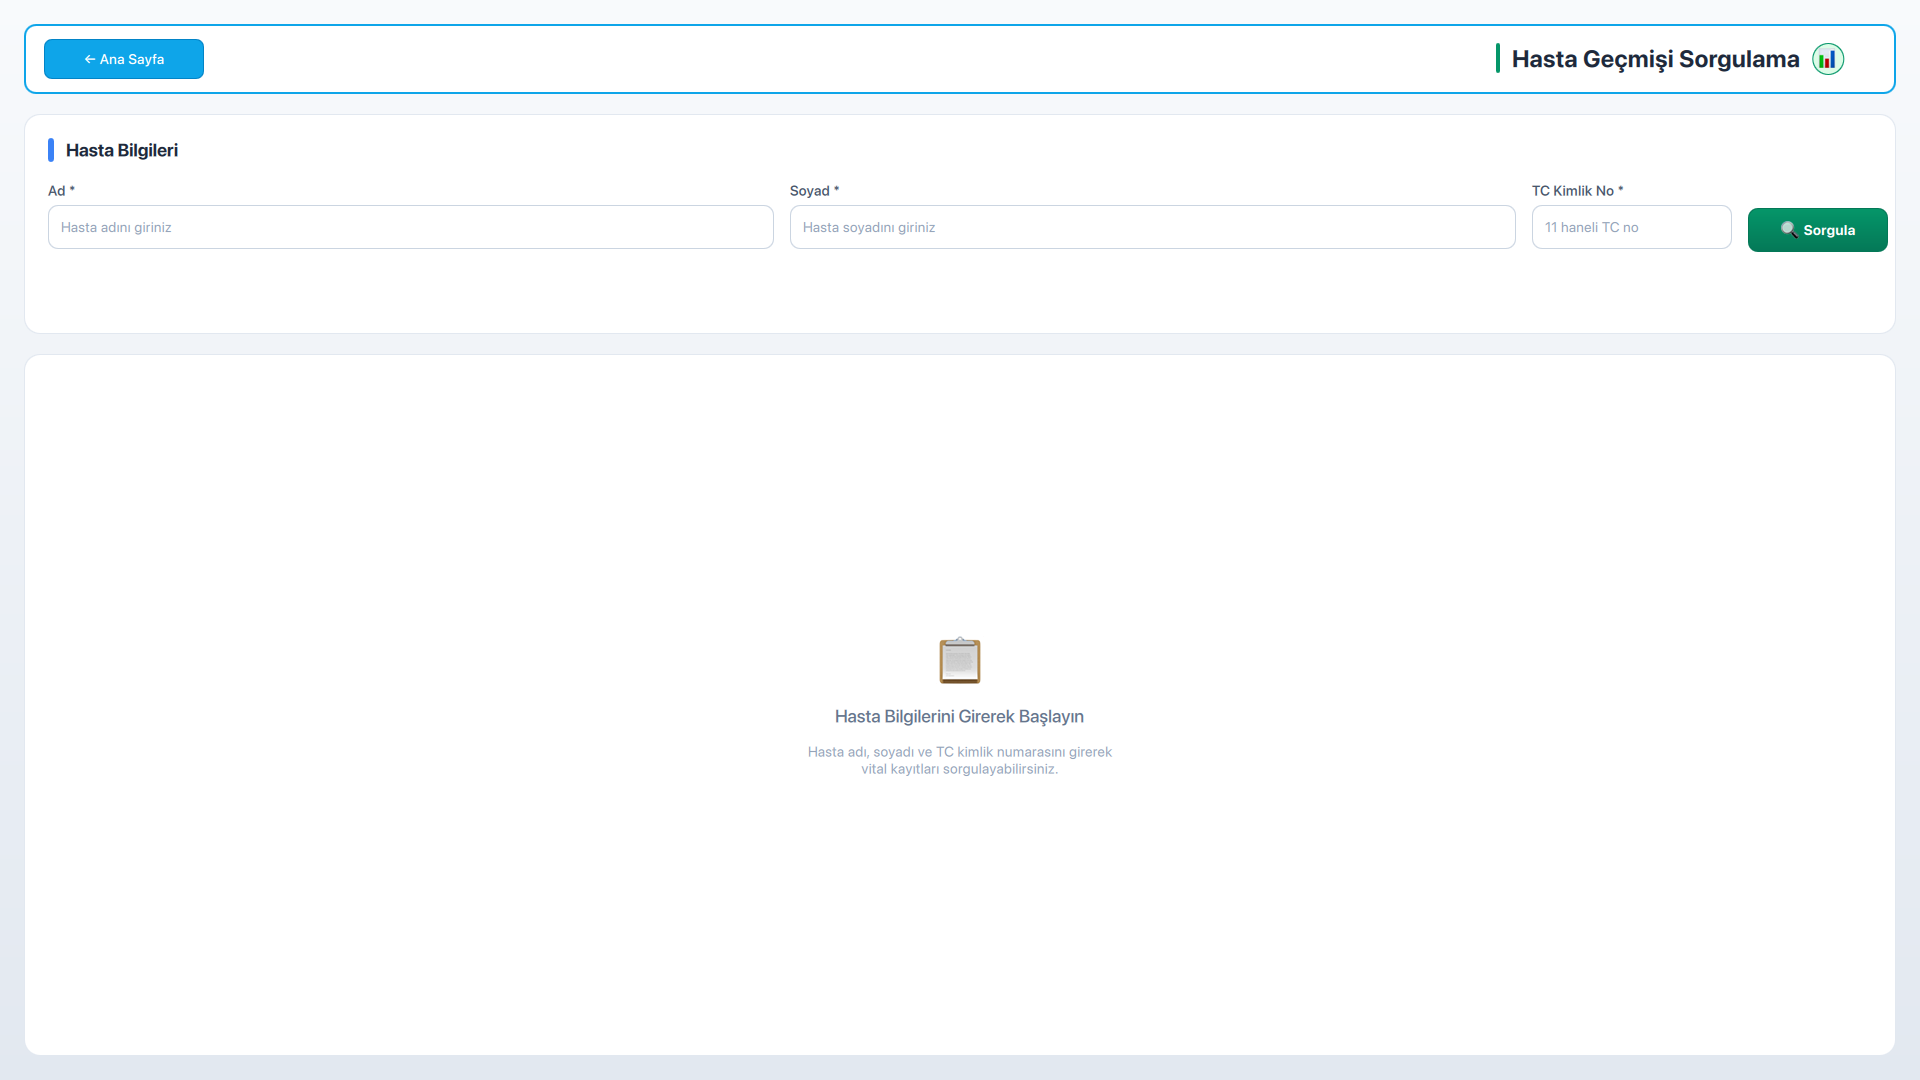 ← Ana Sayfa
Hasta Geçmişi Sorgulama
Hasta Bilgileri
Ad *
Soyad *
TC Kimlik No *
Hasta adını giriniz
Hasta soyadını giriniz
11 haneli TC no
Sorgula
Hasta Bilgilerini Girerek Başlayın
Hasta adı, soyadı ve TC kimlik numarasını girerek
vital kayıtları sorgulayabilirsiniz.